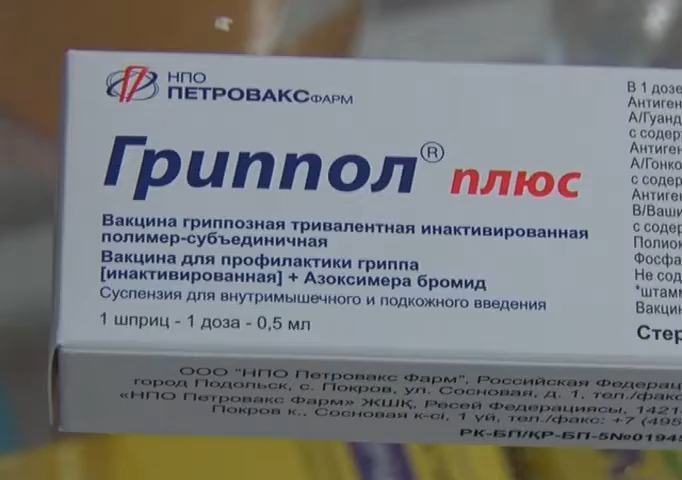 НПО
ПЕТРОВАКСФАРМ
Гриппол® плюс
Вакцина гриппозная тривалентная инактивированная
полимер-субъединичная
Вакцина для профилактики гриппа
[инактивированная] + Азоксимера бромид
Суспензия для внутримышечного и подкожного введения
1 шприц - 1 доза - 0,5 мл
В 1 дозе
Антиген
А/Гуанд
с содер
Антиген
А/Гонко
с содер
Антиген
В/Ваши
с содер
Полиок
Фосфа
Не сод
*штамм
Вакцин
Стер
ООО "НПО Петровакс Фарм", Российская Федерац
город Подольск, с. Покров, ул. Сосновая, д. 1, тел./факс
«НПО Петровакс Фарм» ЖШҚ, Ресей Федерациясы, 1421
Покров к., Сосновая к-сі, 1 үй, тел./факс: +7 (495
РК-БП/ҚР-БП-5№01945